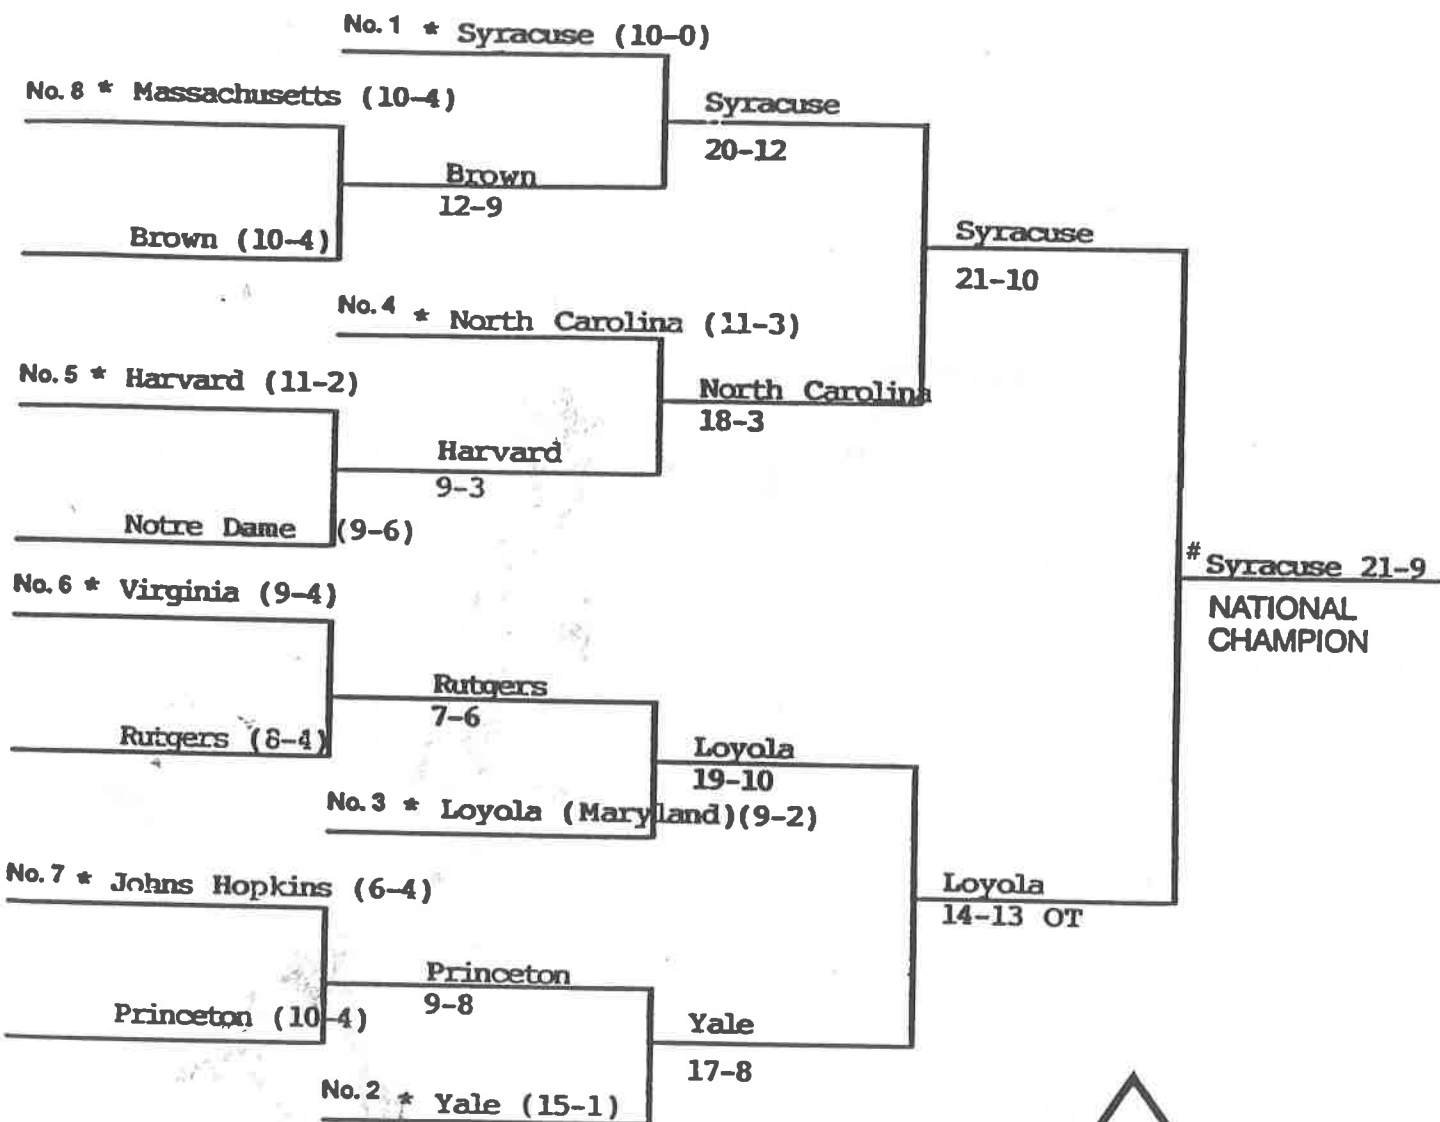 No. 1 * Syracuse (10-0)
No. 8 * Massachusetts (10-4)
Syracuse
20-12
Brown
12-9
Brown (10-4)
Syracuse
21-10
No. 4 * North Carolina (11-3)
No. 5 * Harvard (11-2)
North Carolina
18-3
Harvard
9-3
Notre Dame (9-6)
# Syracuse 21-9
NATIONAL
CHAMPION
No. 6 * Virginia (9-4)
Rutgers
7-6
Rutgers (8-4)
Loyola
19-10
No. 3 * Loyola (Maryland)(9-2)
No. 7 * Johns Hopkins (6-4)
Loyola
14-13 OT
Princeton
9-8
Princeton (10-4)
Yale
17-8
No. 2 * Yale (15-1)